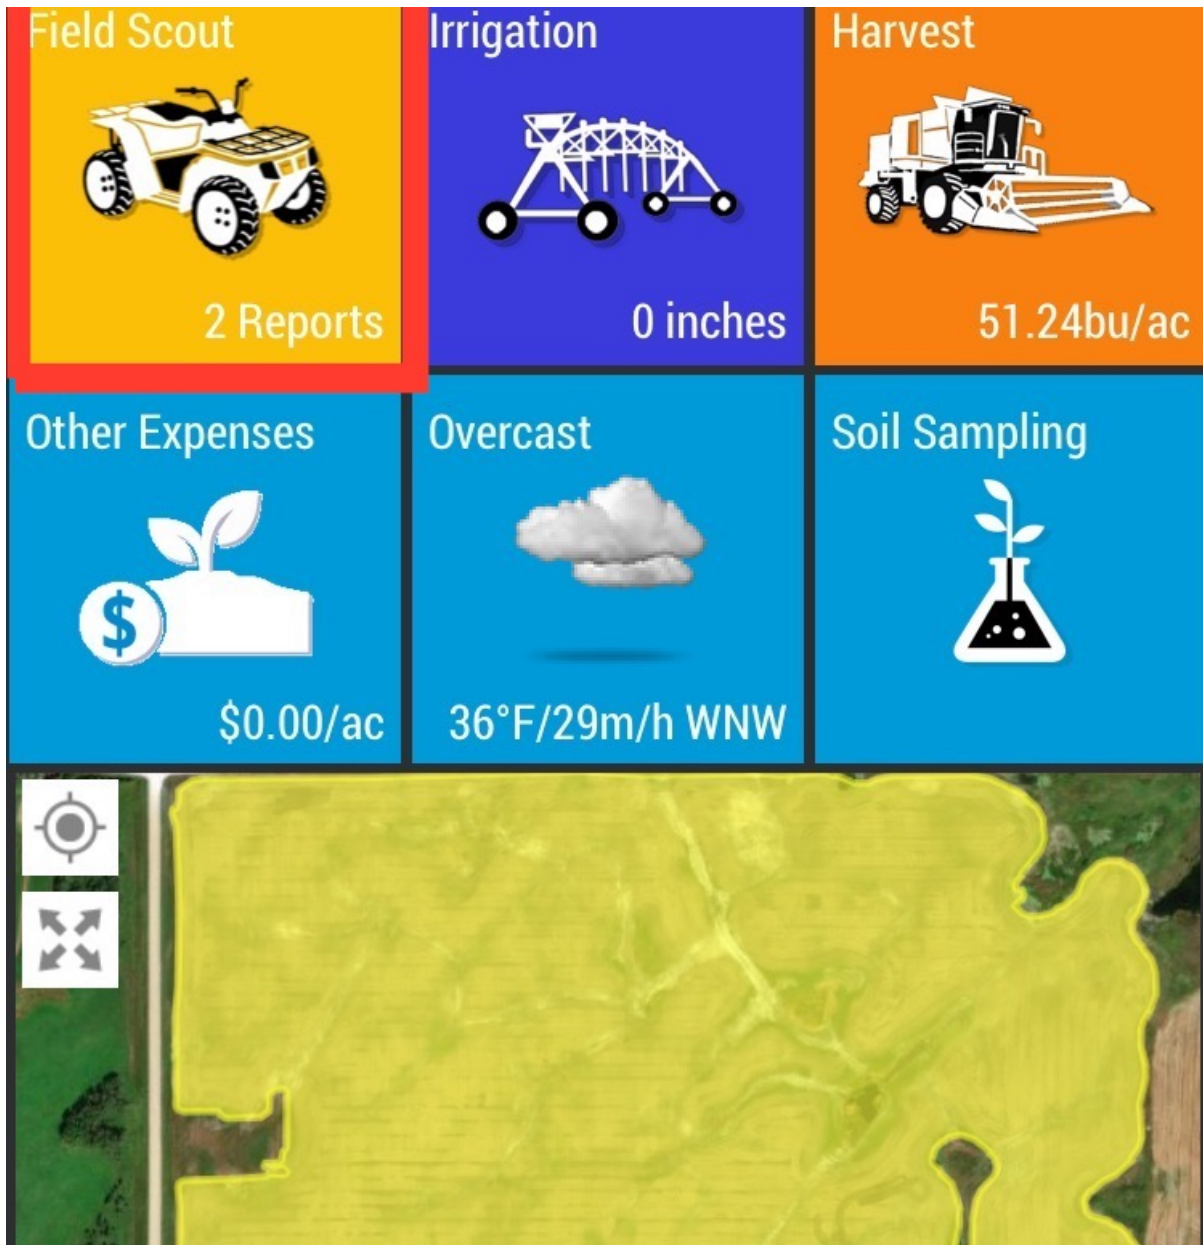 Field Scout
2 Reports
Irrigation
0 inches
Harvest
51.24bu/ac
Other Expenses
$
$0.00/ac
Overcast
36°F/29m/h WNW
Soil Sampling